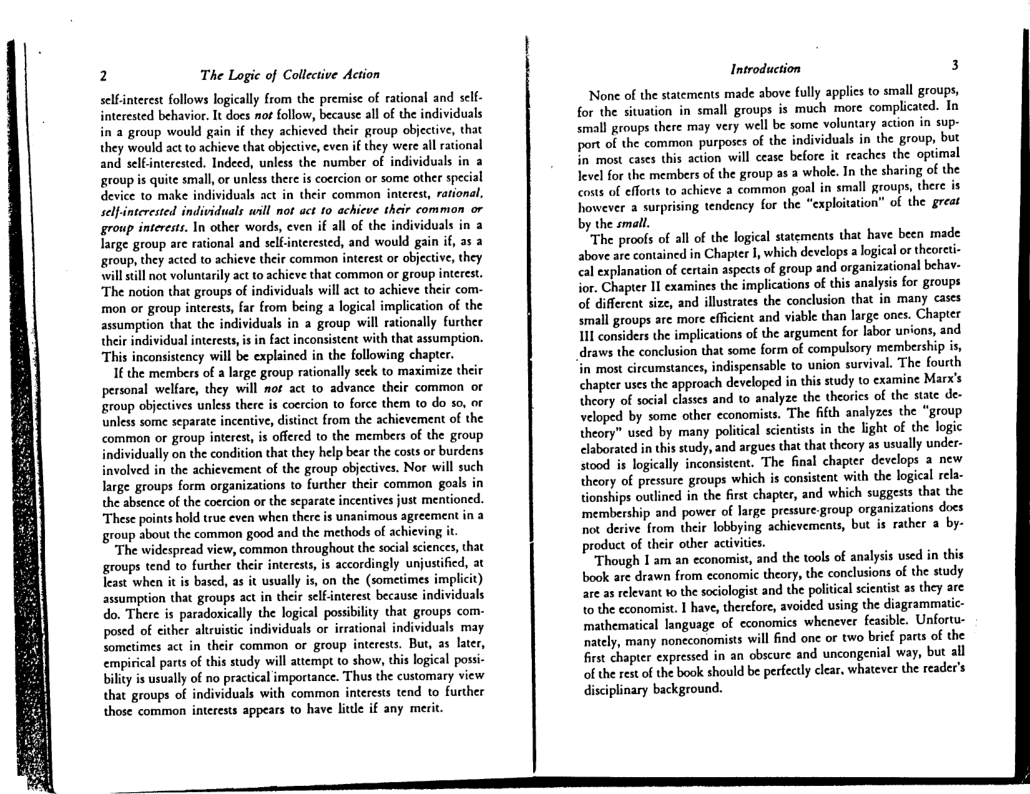 2 The Logic of Collective Action
self-interest follows logically from the premise of rational and self-
interested behavior. It does not follow, because all of the individuals
in a group would gain if they achieved their group objective, that
they would act to achieve that objective, even if they were all rational
and self-interested. Indeed, unless the number of individuals in a
group is quite small, or unless there is coercion or some other special
device to make individuals act in their common interest, rational,
self-interested individuals will not act to achieve their common or
group interests. In other words, even if all of the individuals in a
large group are rational and self-interested, and would gain if, as a
group, they acted to achieve their common interest or objective, they
will still not voluntarily act to achieve that common or group interest.
The notion that groups of individuals will act to achieve their com-
mon or group interests, far from being a logical implication of the
assumption that the individuals in a group will rationally further
their individual interests, is in fact inconsistent with that assumption.
This inconsistency will be explained in the following chapter.
If the members of a large group rationally seek to maximize their
personal welfare, they will not act to advance their common or
group objectives unless there is coercion to force them to do so, or
unless some separate incentive, distinct from the achievement of the
common or group interest, is offered to the members of the group
individually on the condition that they help bear the costs or burdens
involved in the achievement of the group objectives. Nor will such
large groups form organizations to further their common goals in
the absence of the coercion or the separate incentives just mentioned.
These points hold true even when there is unanimous agreement in a
group about the common good and the methods of achieving it.
The widespread view, common throughout the social sciences, that
groups tend to further their interests, is accordingly unjustified, at
least when it is based, as it usually is, on the (sometimes implicit)
assumption that groups act in their self-interest because individuals
do. There is paradoxically the logical possibility that groups com-
posed of either altruistic individuals or irrational individuals may
sometimes act in their common or group interests. But, as later,
empirical parts of this study will attempt to show, this logical possi-
bility is usually of no practical importance. Thus the customary view
that groups of individuals with common interests tend to further
those common interests appears to have little if any merit.
Introduction 3
None of the statements made above fully applies to small groups,
for the situation in small groups is much more complicated. In
small groups there may very well be some voluntary action in sup-
port of the common purposes of the individuals in the group, but
in most cases this action will cease before it reaches the optimal
level for the members of the group as a whole. In the sharing of the
costs of efforts to achieve a common goal in small groups, there is
however a surprising tendency for the "exploitation" of the great
by the small.
The proofs of all of the logical statements that have been made
above are contained in Chapter I, which develops a logical or theoreti-
cal explanation of certain aspects of group and organizational behav-
ior. Chapter II examines the implications of this analysis for groups
of different size, and illustrates the conclusion that in many cases
small groups are more efficient and viable than large ones. Chapter
III considers the implications of the argument for labor unions, and
draws the conclusion that some form of compulsory membership is,
in most circumstances, indispensable to union survival. The fourth
chapter uses the approach developed in this study to examine Marx's
theory of social classes and to analyze the theories of the state de-
veloped by some other economists. The fifth analyzes the "group
theory" used by many political scientists in the light of the logic
elaborated in this study, and argues that that theory as usually under-
stood is logically inconsistent. The final chapter develops a new
theory of pressure groups which is consistent with the logical rela-
tionships outlined in the first chapter, and which suggests that the
membership and power of large pressure-group organizations does
not derive from their lobbying achievements, but is rather a by-
product of their other activities.
Though I am an economist, and the tools of analysis used in this
book are drawn from economic theory, the conclusions of the study
are as relevant to the sociologist and the political scientist as they are
to the economist. I have, therefore, avoided using the diagrammatic-
mathematical language of economics whenever feasible. Unfortu-
nately, many noneconomists will find one or two brief parts of the
first chapter expressed in an obscure and uncongenial way, but all
of the rest of the book should be perfectly clear, whatever the reader's
disciplinary background.